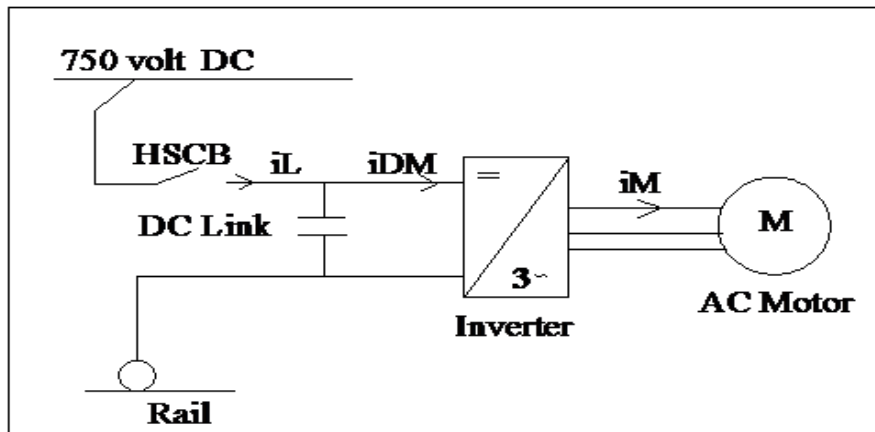 750 volt DC
HSCB
iL
iDM
iM
=
DC Link
M
3~
AC Motor
Inverter
Rail